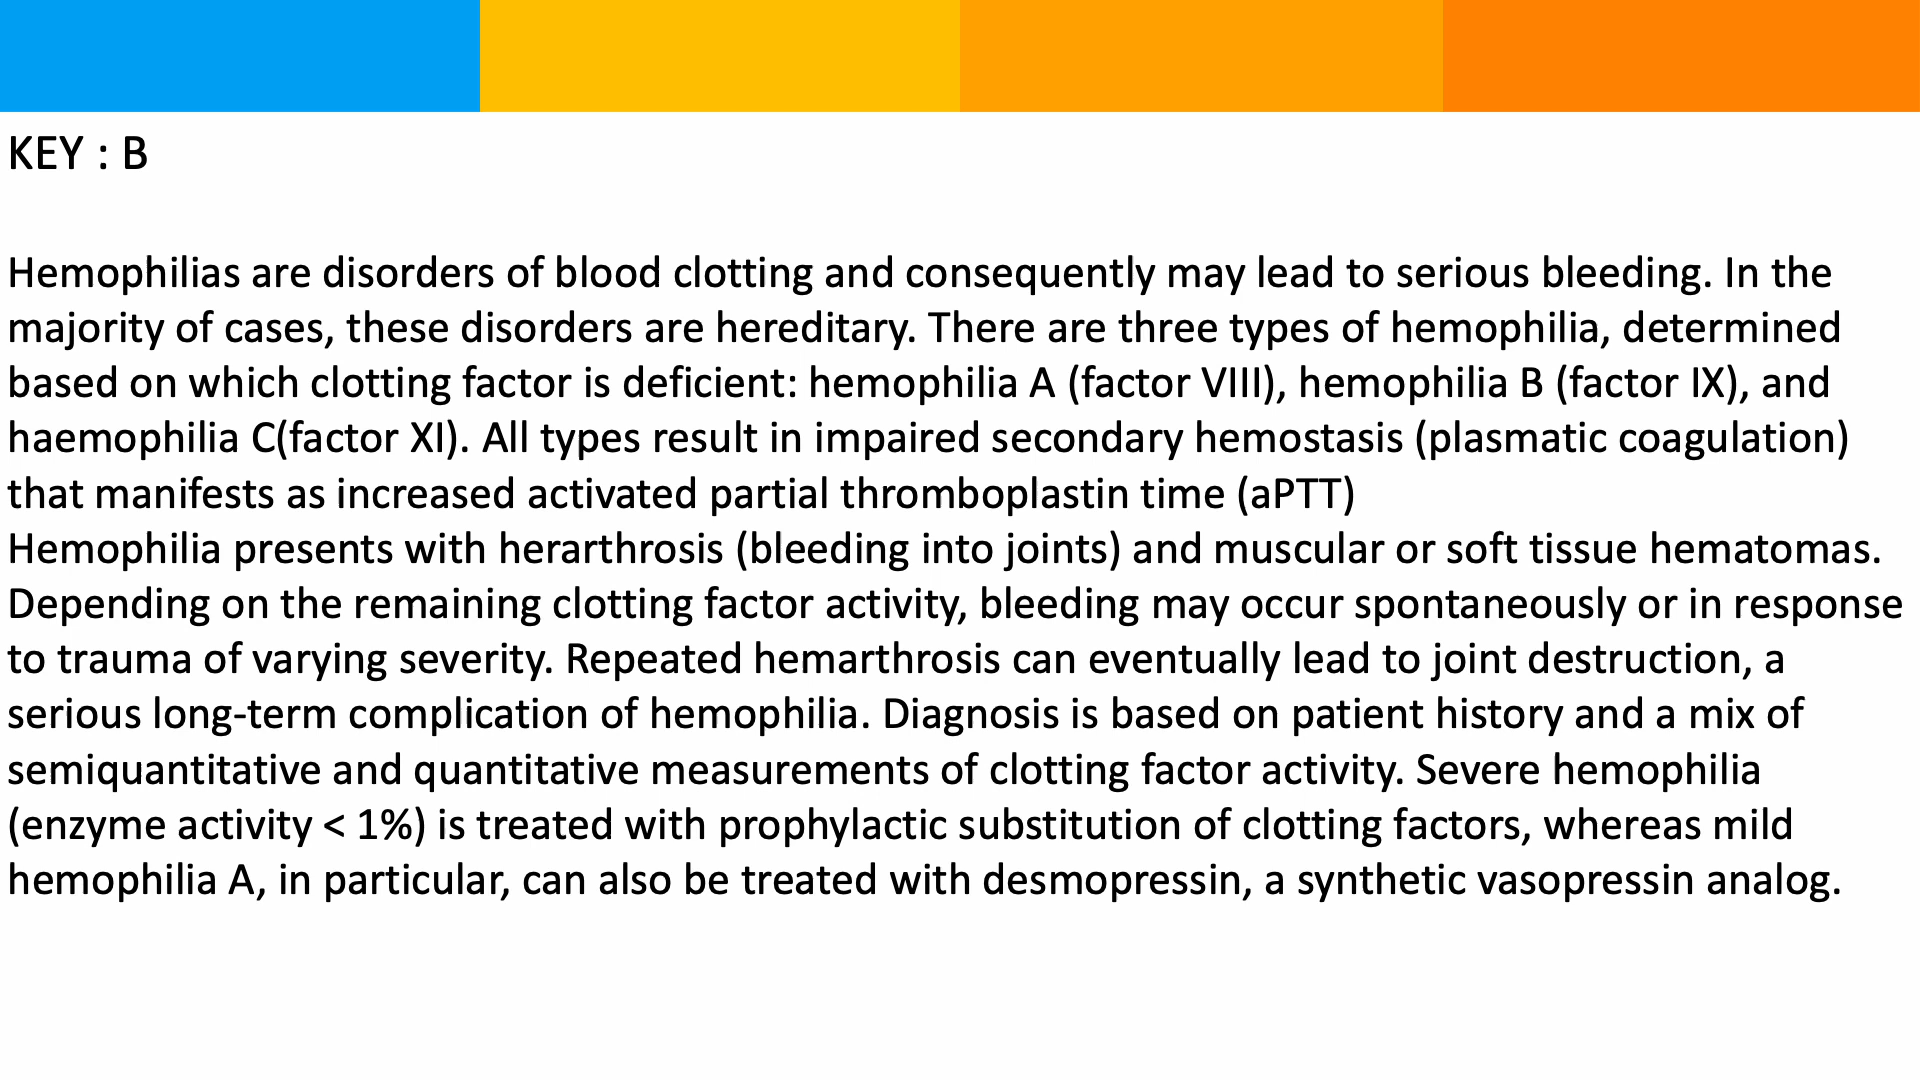 KEY : B
Hemophilias are disorders of blood clotting and consequently may lead to serious bleeding. In the
majority of cases, these disorders are hereditary. There are three types of hemophilia, determined
based on which clotting factor is deficient: hemophilia A (factor VIII), hemophilia B (factor IX), and
haemophilia C(factor XI). All types result in impaired secondary hemostasis (plasmatic coagulation)
that manifests as increased activated partial thromboplastin time (aPTT)
Hemophilia presents with herarthrosis (bleeding into joints) and muscular or soft tissue hematomas.
Depending on the remaining clotting factor activity, bleeding may occur spontaneously or in response
to trauma of varying severity. Repeated hemarthrosis can eventually lead to joint destruction, a
serious long-term complication of hemophilia. Diagnosis is based on patient history and a mix of
semiquantitative and quantitative measurements of clotting factor activity. Severe hemophilia
(enzyme activity < 1%) is treated with prophylactic substitution of clotting factors, whereas mild
hemophilia A, in particular, can also be treated with desmopressin, a synthetic vasopressin analog.